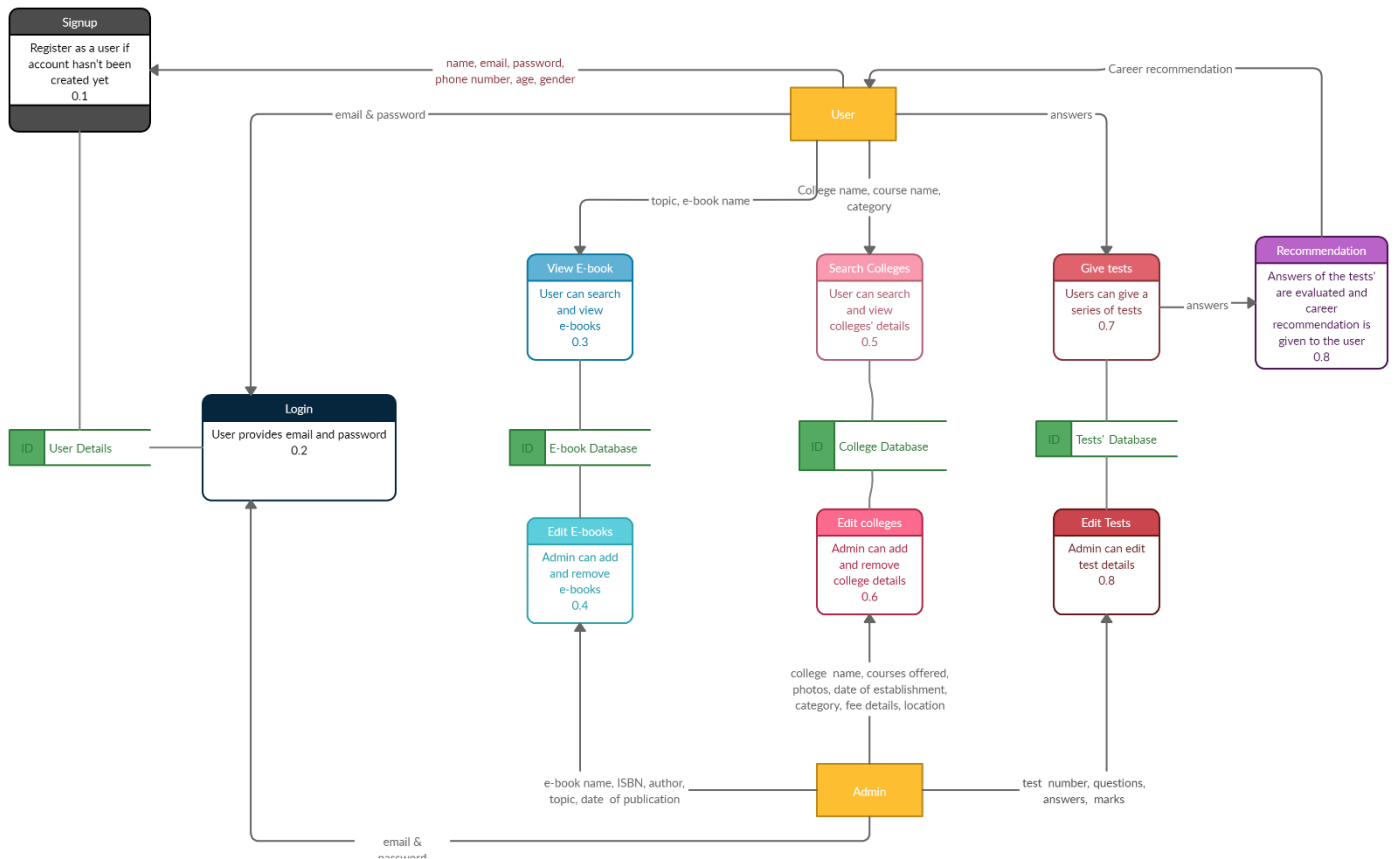 Signup
Register as a user if
account hasn't been
created yet
0.1
name, email, password,
phone number, age, gender
Career recommendation
User
email & password
answers
topic, e-book name
College name, course name,
category
View E-book
User can search
and view
e-books
0.3
Search Colleges
User can search
and view
colleges' details
0.5
Give tests
Users can give a
series of tests
0.7
answers
Recommendation
Answers of the tests'
are evaluated and
career
recommendation is
given to the user
0.8
Login
User provides email and password
0.2
ID User Details
ID E-book Database
ID College Database
ID Tests' Database
Edit E-books
Admin can add
and remove
e-books
0.4
Edit colleges
Admin can add
and remove
college details
0.6
Edit Tests
Admin can edit
test details
0.8
college name, courses offered,
photos, date of establishment,
category, fee details, location
e-book name, ISBN, author,
topic, date of publication
Admin
test number, questions,
answers, marks
email &
password